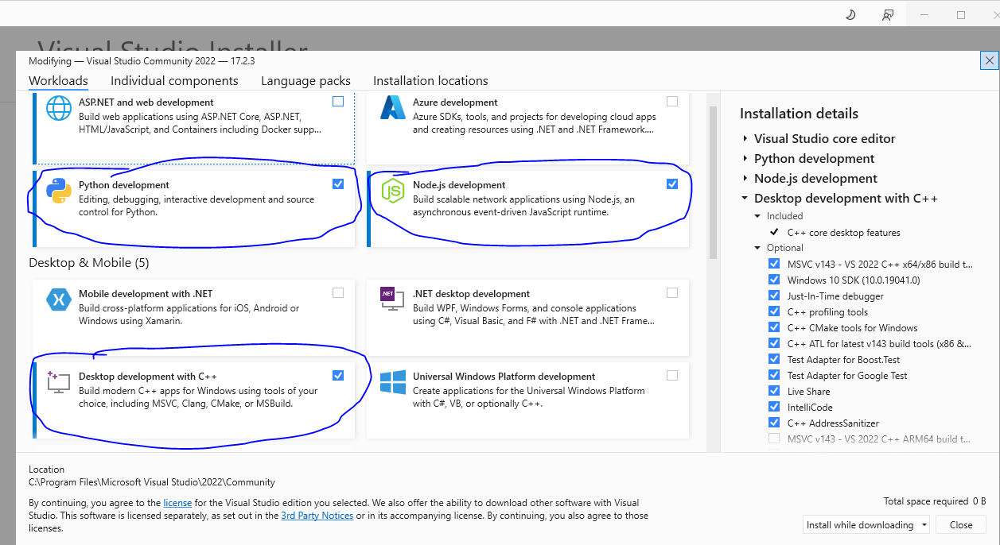 Visual Studio Installer
Modifying — Visual Studio Community 2022 — 17.2.3
Workloads Individual components Language packs Installation locations
ASP.NET and web development
Build web applications using ASP.NET Core, ASP.NET,
HTML/JavaScript, and Containers including Docker supp...
Azure development
Azure SDKs, tools, and projects for developing cloud apps
and creating resources using .NET and .NET Framework....
Python development
Editing, debugging, interactive development and source
control for Python.
JS
Node.js development
Build scalable network applications using Node.js, an
asynchronous event-driven JavaScript runtime.
Desktop & Mobile (5)
Mobile development with .NET
Build cross-platform applications for iOS, Android or
Windows using Xamarin.
.NET
.NET desktop development
Build WPF, Windows Forms, and console applications
using C#, Visual Basic, and F# with .NET and .NET Frame...
Desktop development with C++
Build modern C++ apps for Windows using tools of your
choice, including MSVC, Clang, CMake, or MSBuild.
Universal Windows Platform development
Create applications for the Universal Windows Platform
with C#, VB, or optionally C++.
Installation details
Visual Studio core editor
Python development
Node.js development
Desktop development with C++
Included
C++ core desktop features
Optional
MSVC v143 - VS 2022 C++ x64/x86 build t...
Windows 10 SDK (10.0.19041.0)
Just-In-Time debugger
C++ profiling tools
C++ CMake tools for Windows
C++ ATL for latest v143 build tools (x86 &...
Test Adapter for Boost.Test
Test Adapter for Google Test
Live Share
IntelliCode
C++ AddressSanitizer
MSVC v143 - VS 2022 C++ ARM64 build t...
Location
C:\Program Files\Microsoft Visual Studio\2022\Community
By continuing, you agree to the license for the Visual Studio edition you selected. We also offer the ability to download other software with Visual
Studio. This software is licensed separately, as set out in the 3rd Party Notices or in its accompanying license. By continuing, you also agree to those
licenses.
Total space required 0 B
Install while downloading
Close